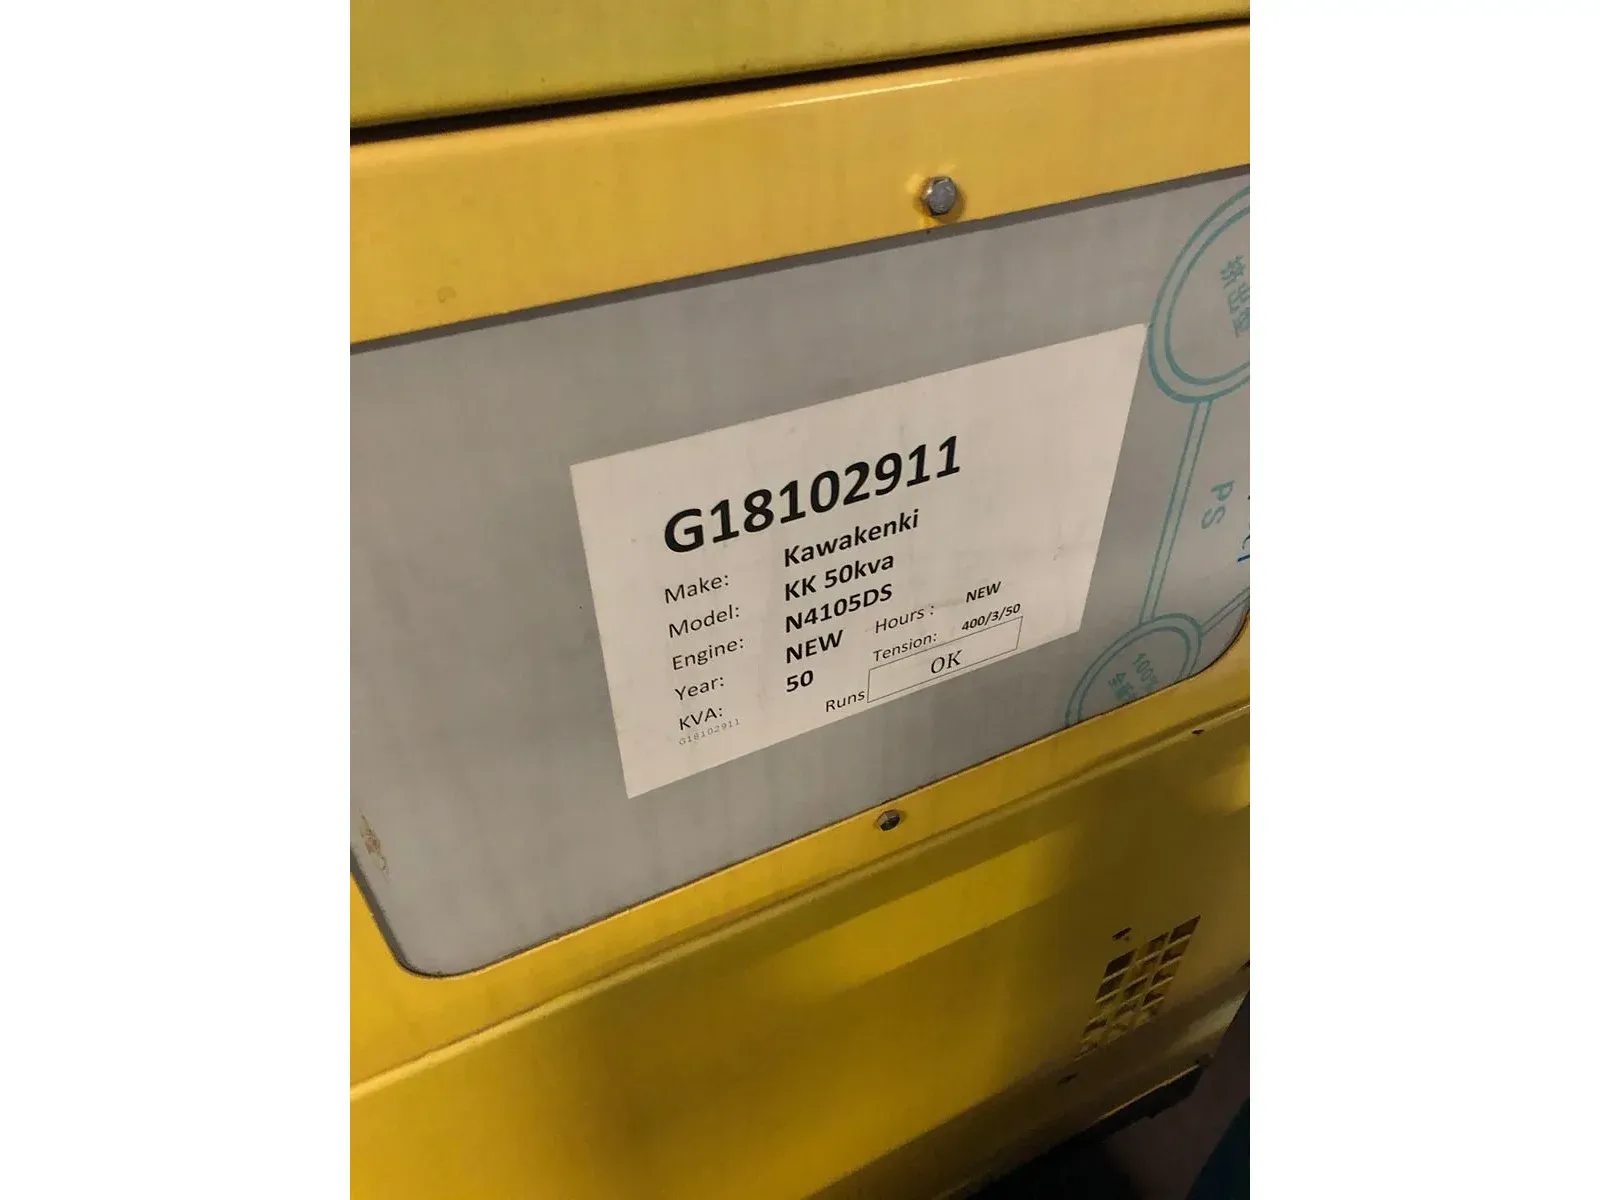 G18102911
Make: Kawakenki
Model: KK 50kva
Engine: N4105DS
Year: NEW Hours : NEW
KVA: 50 Tension: 400/3/50
Runs OK
G18102911
PS
100%